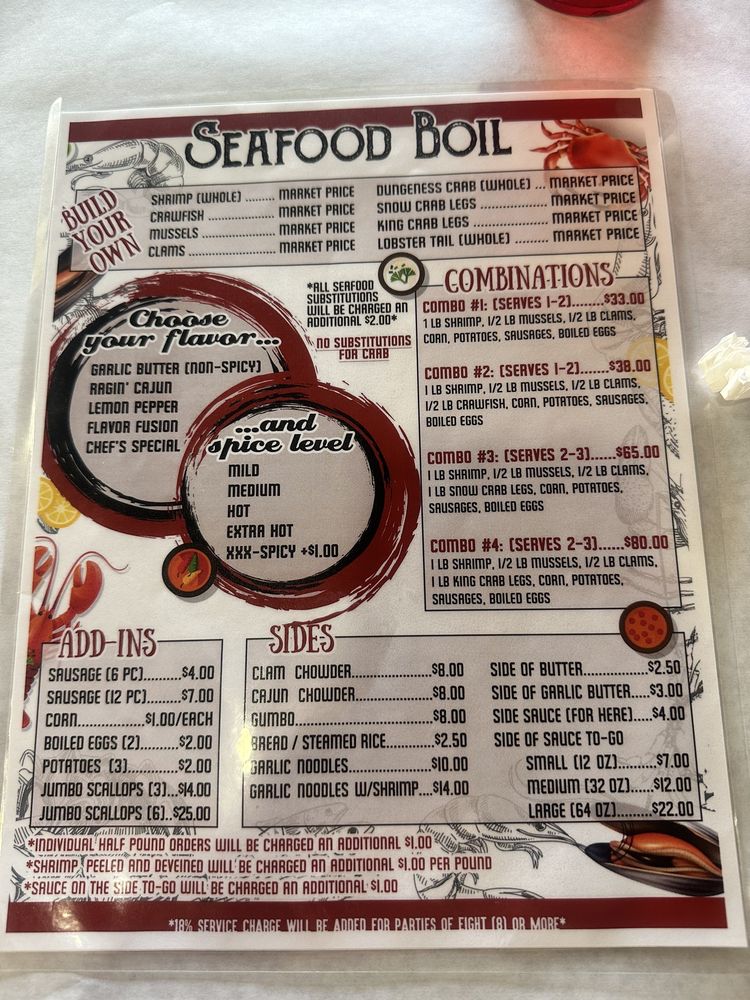 SEAFOOD BOIL
BUILD
YOUR
OWN
SHRIMP (WHOLE) ......... MARKET PRICE
CRAWFISH ................... MARKET PRICE
MUSSELS ..................... MARKET PRICE
CLAMS ......................... MARKET PRICE
DUNGENESS CRAB (WHOLE) ... MARKET PRICE
SNOW CRAB LEGS .................. MARKET PRICE
KING CRAB LEGS .................... MARKET PRICE
LOBSTER TAIL (WHOLE) ......... MARKET PRICE
*ALL SEAFOOD
SUBSTITUTIONS
WILL BE CHARGED AN
ADDITIONAL $2.00*
NO SUBSTITUTIONS
FOR CRAB
Choose
your flavor...
GARLIC BUTTER (NON-SPICY)
RAGIN' CAJUN
LEMON PEPPER
FLAVOR FUSION
CHEF'S SPECIAL
...and
spice level
MILD
MEDIUM
HOT
EXTRA HOT
XXX-SPICY +$1.00
COMBINATIONS
COMBO #1: (SERVES 1-2)........$33.00
1 LB SHRIMP, 1/2 LB MUSSELS, 1/2 LB CLAMS,
CORN, POTATOES, SAUSAGES, BOILED EGGS
COMBO #2: (SERVES 1-2).......$38.00
1 LB SHRIMP, 1/2 LB MUSSELS, 1/2 LB CLAMS,
1/2 LB CRAWFISH, CORN, POTATOES, SAUSAGES,
BOILED EGGS
COMBO #3: (SERVES 2-3)......$65.00
1 LB SHRIMP, 1/2 LB MUSSELS, 1/2 LB CLAMS,
1 LB SNOW CRAB LEGS, CORN, POTATOES,
SAUSAGES, BOILED EGGS
COMBO #4: (SERVES 2-3)......$80.00
1 LB SHRIMP, 1/2 LB MUSSELS, 1/2 LB CLAMS,
1 LB KING CRAB LEGS, CORN, POTATOES,
SAUSAGES, BOILED EGGS
ADD-INS
SAUSAGE (6 PC)..........$4.00
SAUSAGE (12 PC).........$7.00
CORN..................$1.00/EACH
BOILED EGGS (2).........$2.00
POTATOES (3)............$2.00
JUMBO SCALLOPS (3)...$14.00
JUMBO SCALLOPS (6)..$25.00
SIDES
CLAM CHOWDER....................$8.00
CAJUN CHOWDER...................$8.00
GUMBO.................................$8.00
BREAD / STEAMED RICE............$2.50
GARLIC NOODLES..................$10.00
GARLIC NOODLES W/SHRIMP....$14.00
SIDE OF BUTTER................$2.50
SIDE OF GARLIC BUTTER.....$3.00
SIDE SAUCE (FOR HERE).....$4.00
SIDE OF SAUCE TO-GO
SMALL (12 OZ)........$7.00
MEDIUM (32 OZ)......$12.00
LARGE (64 OZ)........$22.00
*INDIVIDUAL HALF POUND ORDERS WILL BE CHARGED AN ADDITIONAL $1.00
*SHRIMP PEELED AND DEVEINED WILL BE CHARGED AN ADDITIONAL $1.00 PER POUND
*SAUCE ON THE SIDE TO-GO WILL BE CHARGED AN ADDITIONAL $1.00
*18% SERVICE CHARGE WILL BE ADDED FOR PARTIES OF EIGHT (8) OR MORE*